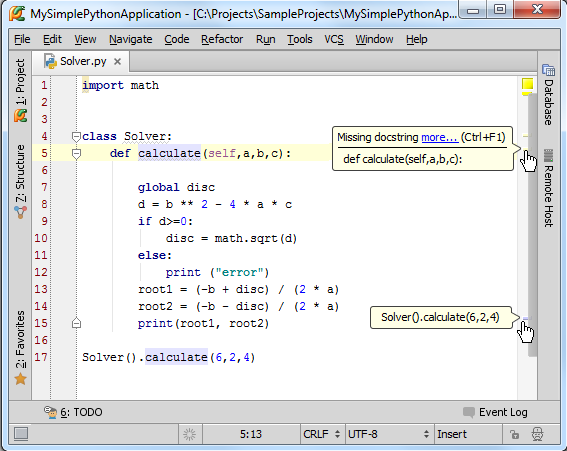 MySimplePythonApplication - [C:\Projects\SampleProjects\MySimplePythonAp...
File Edit View Navigate Code Refactor Run Tools VCS Window Help
Solver.py
1: Project
7: Structure
2: Favorites
1 import math
2
3
4 class Solver:
5 def calculate(self,a,b,c):
6
7 global disc
8 d = b ** 2 - 4 * a * c
9 if d>=0:
10 disc = math.sqrt(d)
11 else:
12 print ("error")
13 root1 = (-b + disc) / (2 * a)
14 root2 = (-b - disc) / (2 * a)
15 print(root1, root2)
16
17 Solver().calculate(6,2,4)
Missing docstring more... (Ctrl+F1)
def calculate(self,a,b,c):
Solver().calculate(6,2,4)
Database
Remote Host
6: TODO
Event Log
5:13 CRLF UTF-8 Insert